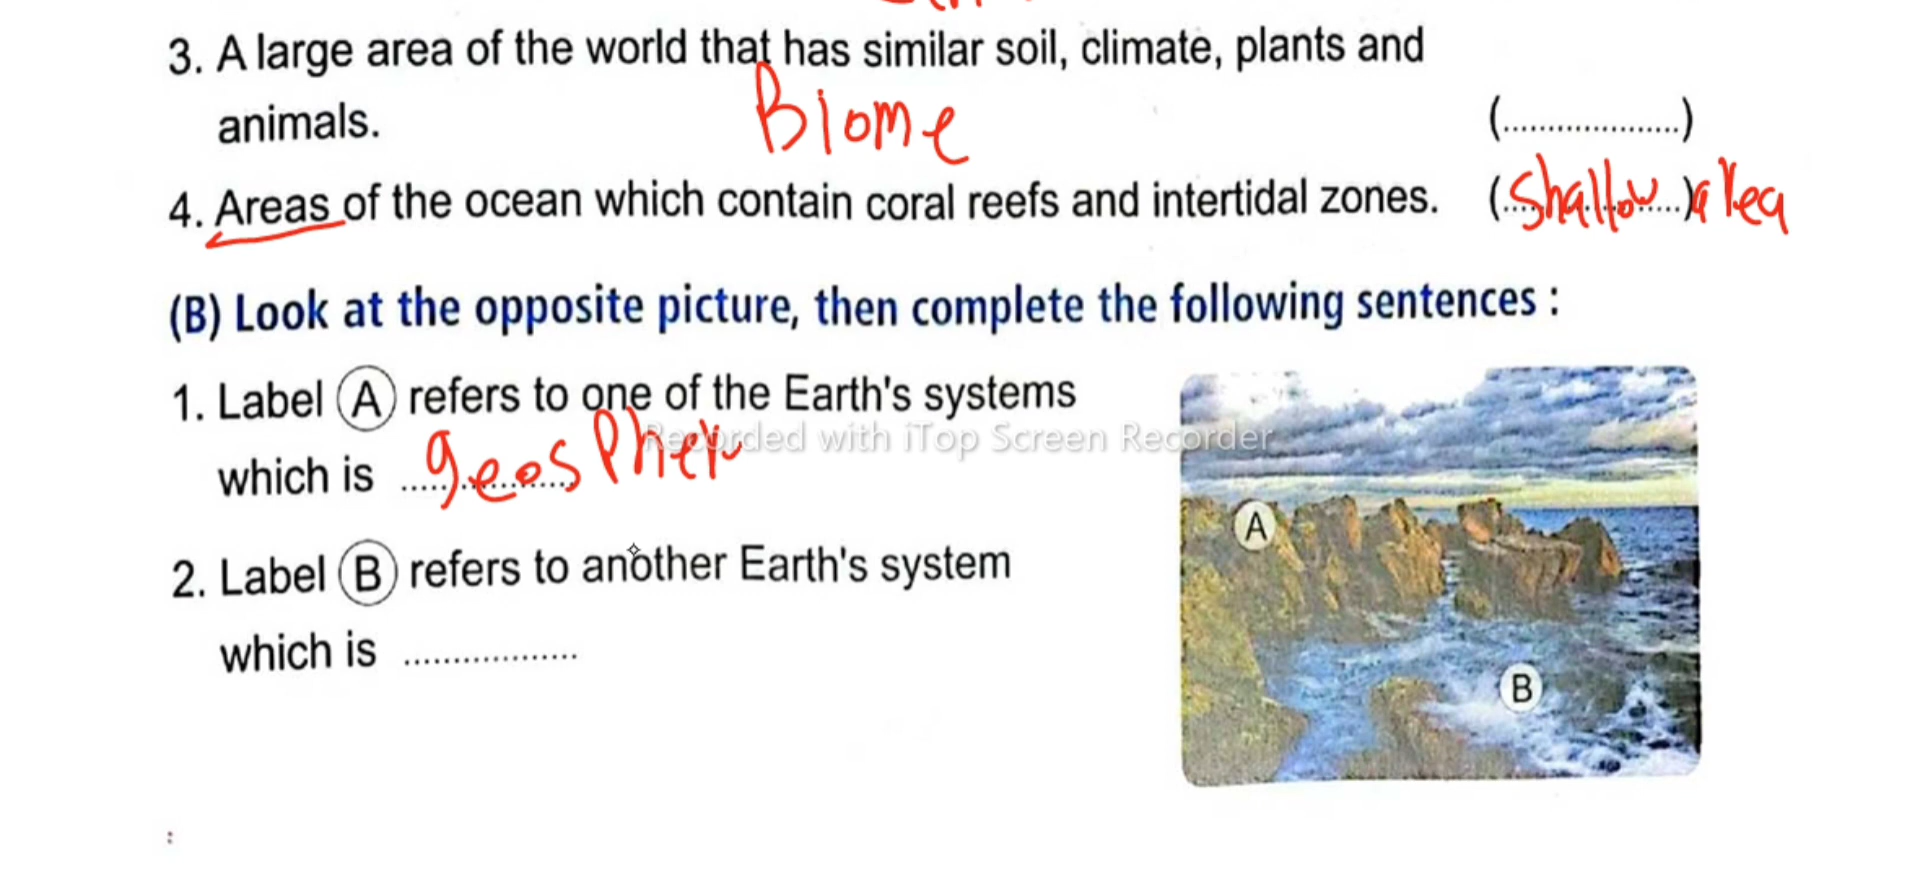 3. A large area of the world that has similar soil, climate, plants and
animals. Biome (....................)
4. Areas of the ocean which contain coral reefs and intertidal zones. (Shallow) area
(B) Look at the opposite picture, then complete the following sentences :
1. Label A refers to one of the Earth's systems
Recorded with iTop Screen Recorder
which is geospher
A
2. Label B refers to another Earth's system
which is ..................
B
: